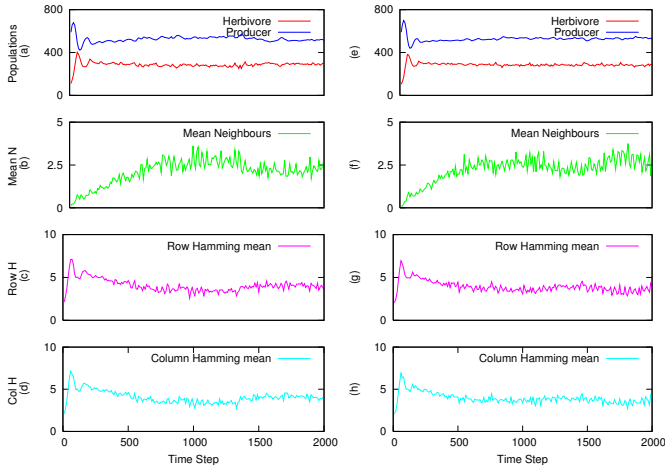 Populations
(a)
800
400
0
Herbivore
Producer
(e)
800
400
0
Herbivore
Producer
Mean N
(b)
5
2.5
0
Mean Neighbours
(f)
5
2.5
0
Mean Neighbours
Row H
(c)
10
5
0
Row Hamming mean
(g)
10
5
0
Row Hamming mean
Col H
(d)
10
5
0
Column Hamming mean
0 500 1000 1500 2000
Time Step
(h)
10
5
0
Column Hamming mean
0 500 1000 1500 2000
Time Step